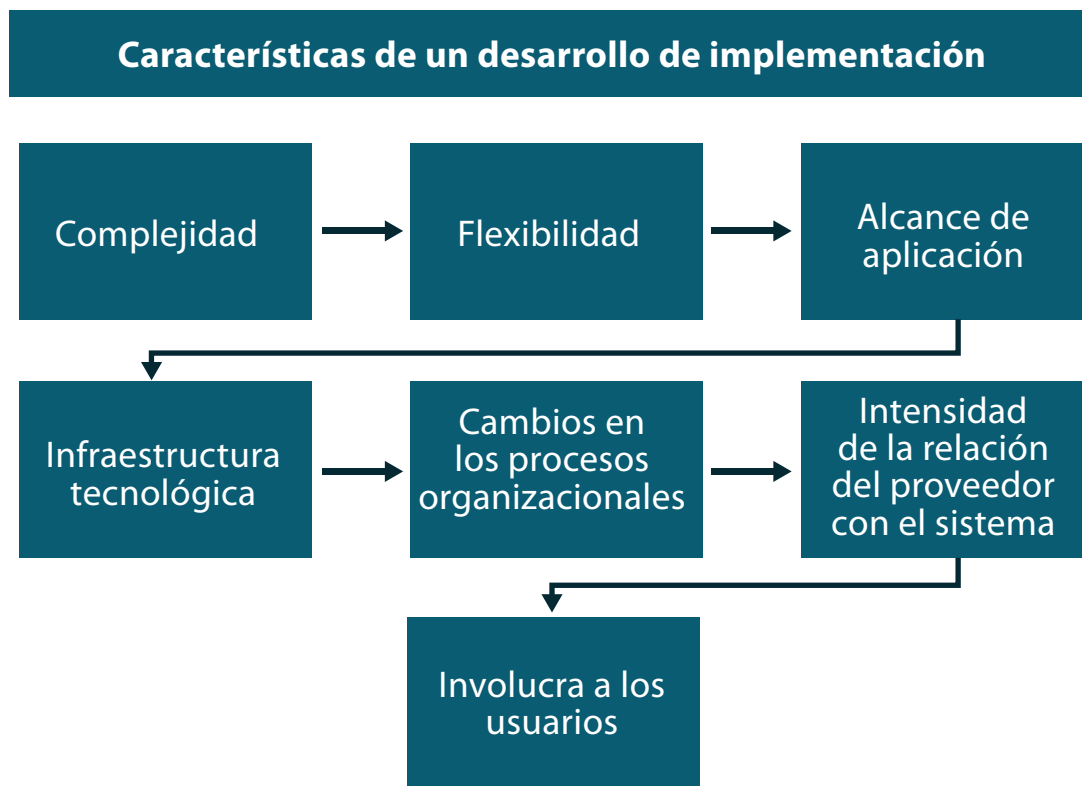 Características de un desarrollo de implementación
Complejidad
Flexibilidad
Alcance de
aplicación
Infraestructura
tecnológica
Cambios en
los procesos
organizacionales
Intensidad
de la relación
del proveedor
con el sistema
Involucra a los
usuarios